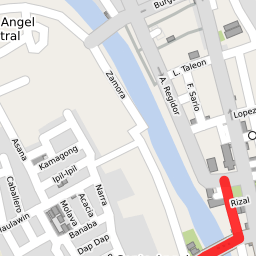 Burg
Angel
tral
L. Taleon
Zamora
A. Regidor
F. Sario
Lopez
Asana
Kamagong
Ipil-Ipil
Caballero
Narra
Acacia
Molave
Banaba
Dap Dap
Rizal